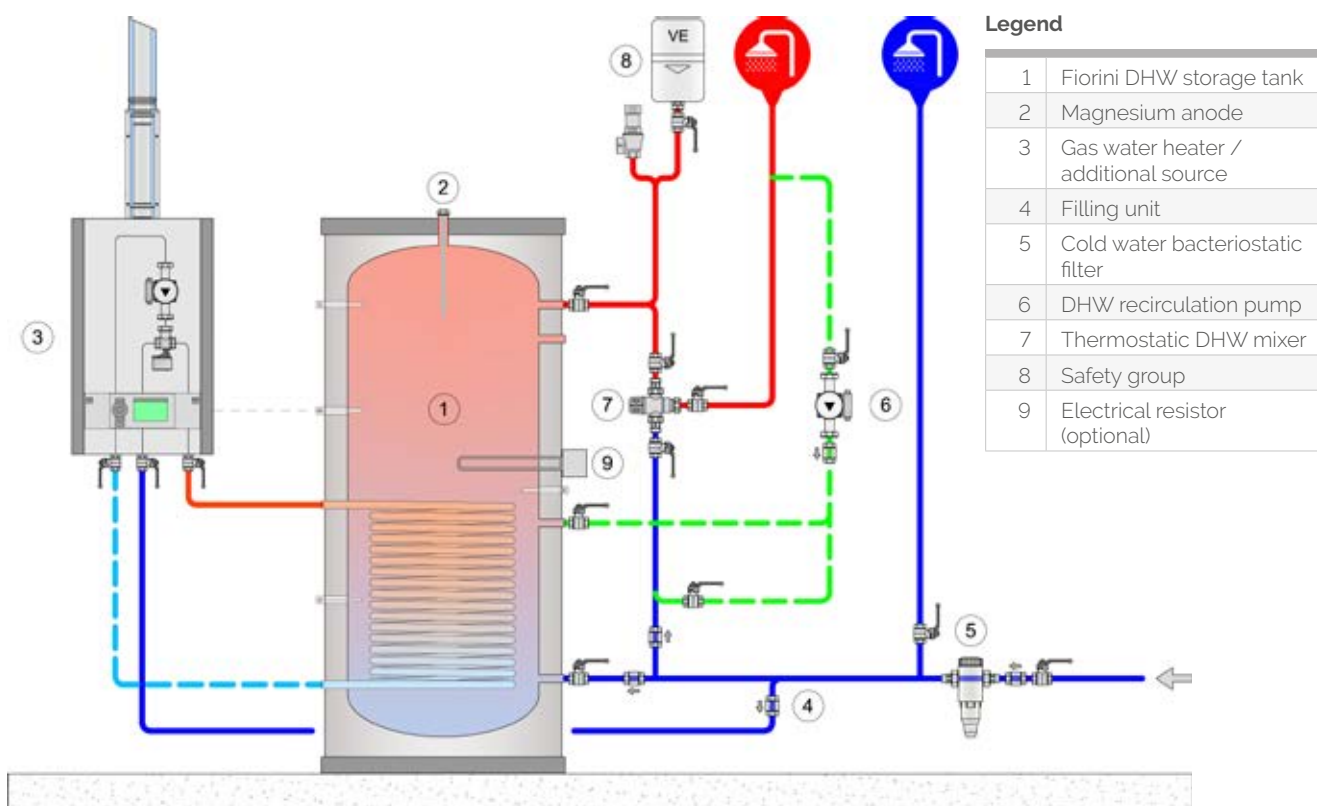 VE
8
2
3
1
7
6
9
5
4
Legend
1 Fiorini DHW storage tank
2 Magnesium anode
3 Gas water heater /
additional source
4 Filling unit
5 Cold water bacteriostatic
filter
6 DHW recirculation pump
7 Thermostatic DHW mixer
8 Safety group
9 Electrical resistor
(optional)